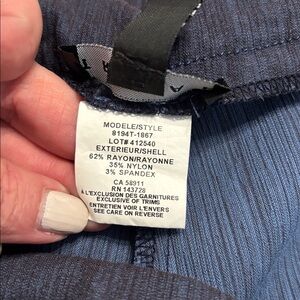 MODELE/STYLE
8194T-1867
LOT# 412540
EXTERIEUR/SHELL
62% RAYON/RAYONNE
35% NYLON
3% SPANDEX
CA 58911
RN 143728
À L'EXCLUSION DES GARNITURES
EXCLUSIVE OF TRIMS
ENTRETIEN VOIR L'ENVERS
SEE CARE ON REVERSE